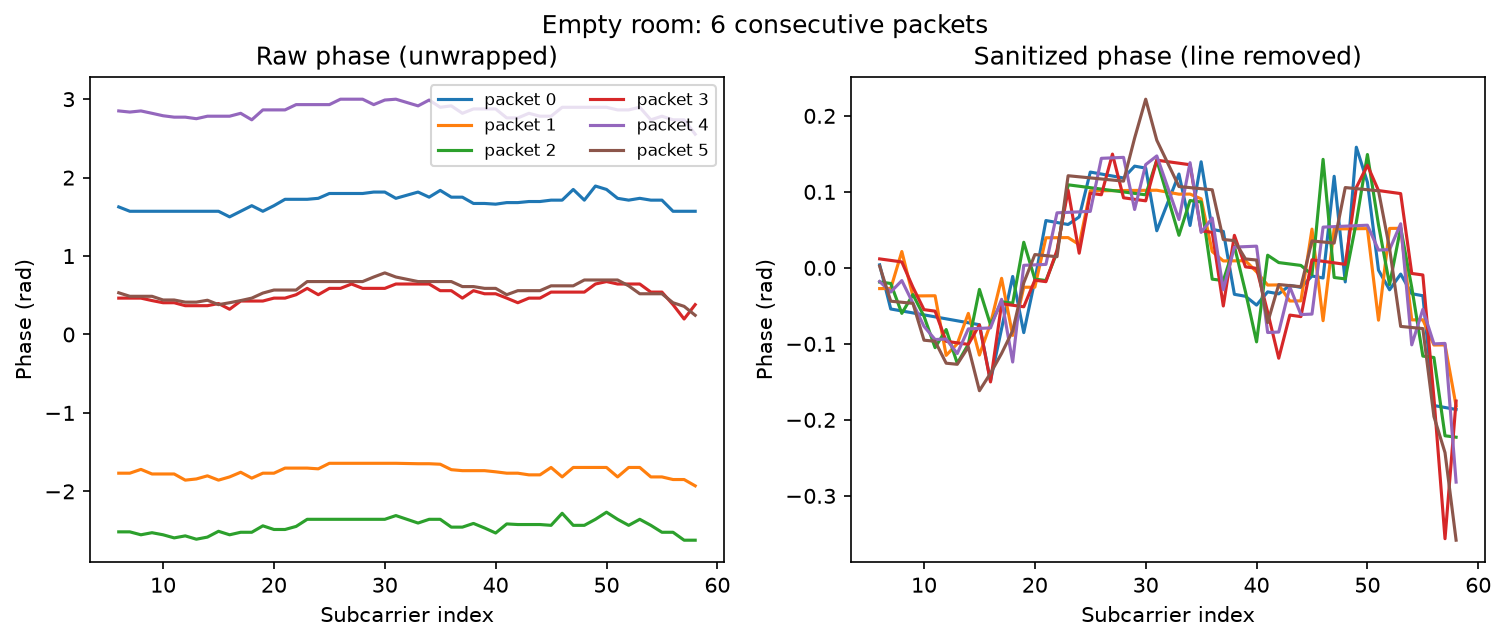 Empty room: 6 consecutive packets
Raw phase (unwrapped)
Phase (rad)
3
2
1
0
−1
−2
packet 0
packet 1
packet 2
packet 3
packet 4
packet 5
10
20
30
40
50
60
Subcarrier index
Sanitized phase (line removed)
Phase (rad)
0.2
0.1
0.0
−0.1
−0.2
−0.3
10
20
30
40
50
60
Subcarrier index